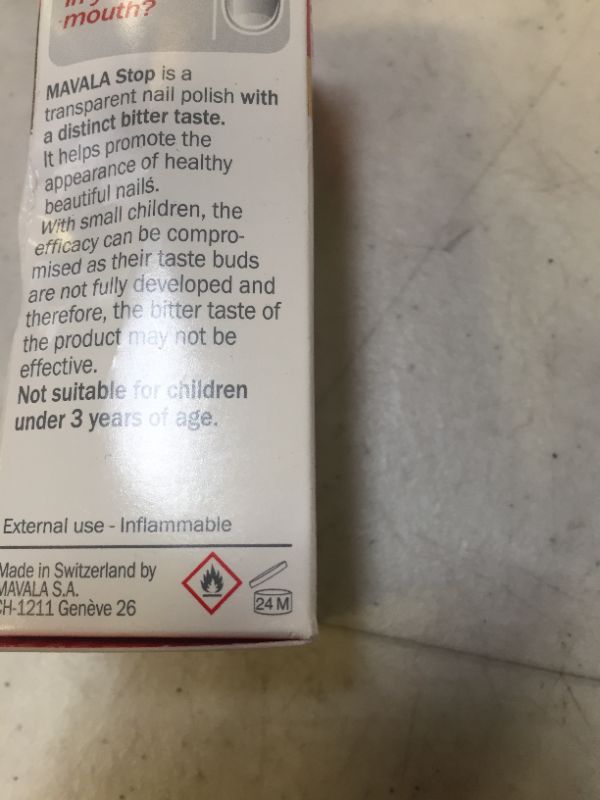 mouth?
MAVALA Stop is a
transparent nail polish with
a distinct bitter taste.
It helps promote the
appearance of healthy
beautiful nails.
With small children, the
efficacy can be compro-
mised as their taste buds
are not fully developed and
therefore, the bitter taste of
the product may not be
effective.
Not suitable for children
under 3 years of age.
External use - Inflammable
Made in Switzerland by
MAVALA S.A.
CH-1211 Genève 26
24 M